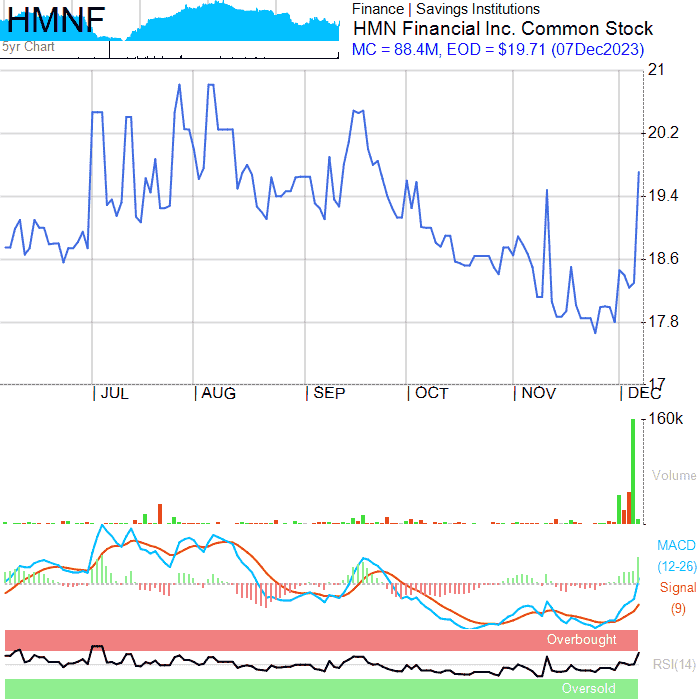 HMNF
5yr Chart
Finance | Savings Institutions
HMN Financial Inc. Common Stock
MC = 88.4M, EOD = $19.71 (07Dec2023)
21
20.2
19.4
18.6
17.8
17
JUL
AUG
SEP
OCT
NOV
DEC
160k
Volume
MACD
(12-26)
Signal
(9)
Overbought
RSI(14)
Oversold